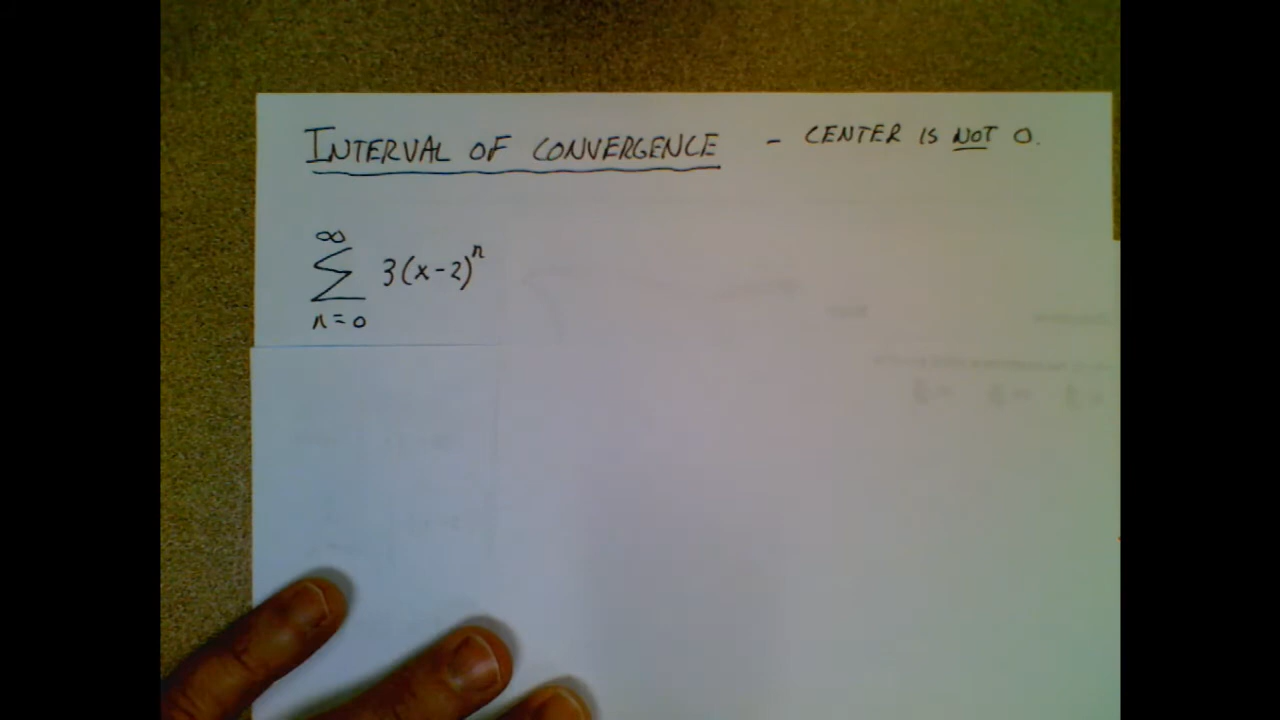 INTERVAL OF CONVERGENCE - CENTER IS NOT 0.
∞
∑ 3(x-2)ⁿ
n=0